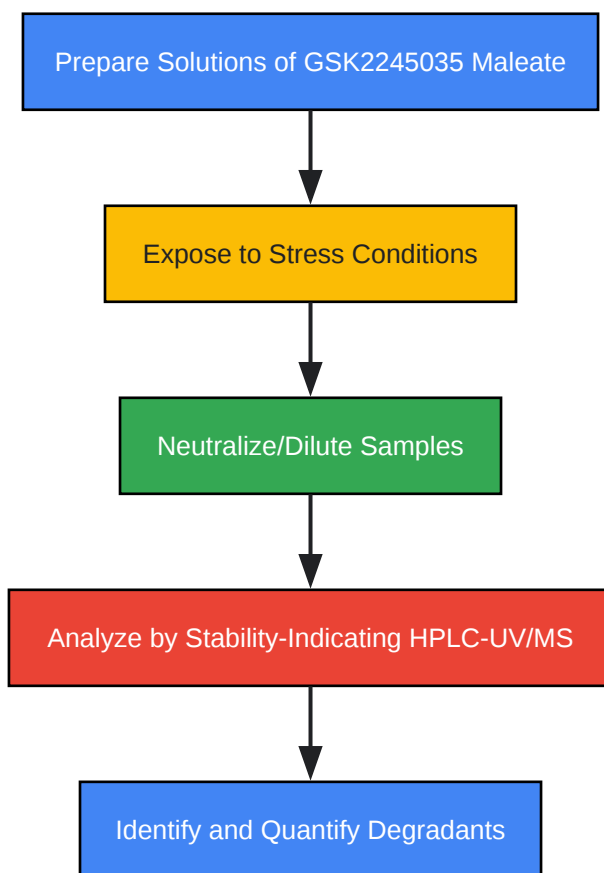 Prepare Solutions of GSK2245035 Maleate
Expose to Stress Conditions
Neutralize/Dilute Samples
Analyze by Stability-Indicating HPLC-UV/MS
Identify and Quantify Degradants